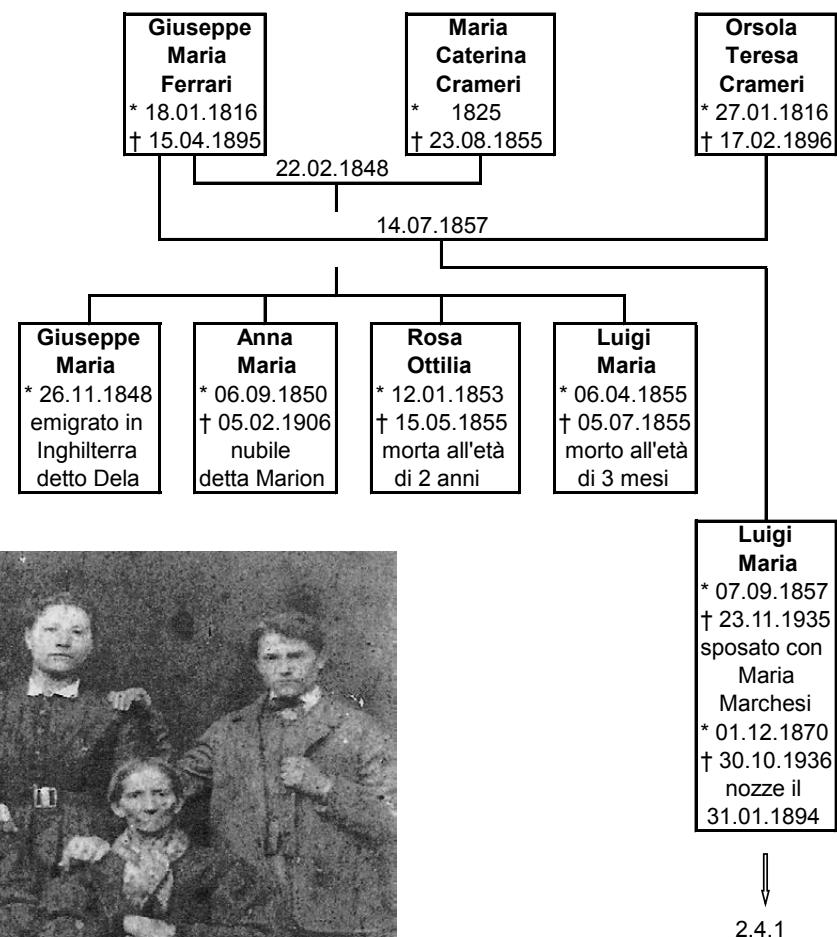 Giuseppe
Maria
Ferrari
* 18.01.1816
† 15.04.1895
Maria
Caterina
Crameri
* 1825
† 23.08.1855
Orsola
Teresa
Crameri
* 27.01.1816
† 17.02.1896
22.02.1848
14.07.1857
Giuseppe
Maria
* 26.11.1848
emigrato in
Inghilterra
detto Dela
Anna
Maria
* 06.09.1850
† 05.02.1906
nubile
detta Marion
Rosa
Ottilia
* 12.01.1853
† 15.05.1855
morta all'età
di 2 anni
Luigi
Maria
* 06.04.1855
† 05.07.1855
morto all'età
di 3 mesi
Luigi
Maria
* 07.09.1857
† 23.11.1935
sposato con
Maria
Marchesi
* 01.12.1870
† 30.10.1936
nozze il
31.01.1894
2.4.1